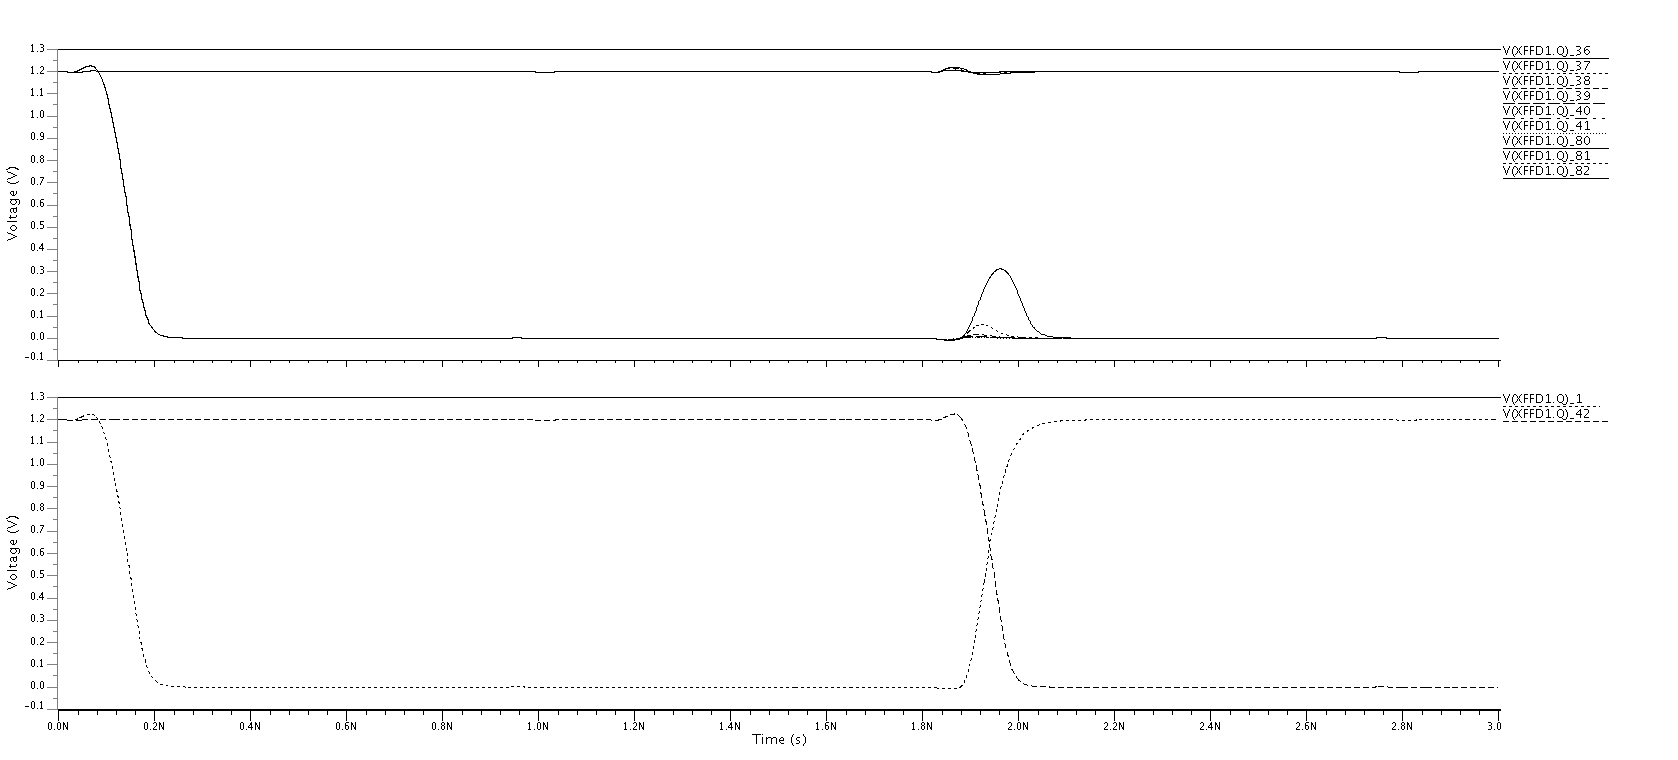 1.3
1.2
1.1
1.0
0.9
0.8
0.7
0.6
0.5
0.4
0.3
0.2
0.1
0.0
-0.1
Voltage (V)
V(XFFD1.Q)_36
V(XFFD1.Q)_37
V(XFFD1.Q)_38
V(XFFD1.Q)_39
V(XFFD1.Q)_40
V(XFFD1.Q)_41
V(XFFD1.Q)_80
V(XFFD1.Q)_81
V(XFFD1.Q)_82
1.3
1.2
1.1
1.0
0.9
0.8
0.7
0.6
0.5
0.4
0.3
0.2
0.1
0.0
-0.1
Voltage (V)
V(XFFD1.Q)_1
V(XFFD1.Q)_42
0.0N 0.2N 0.4N 0.6N 0.8N 1.0N 1.2N 1.4N 1.6N 1.8N 2.0N 2.2N 2.4N 2.6N 2.8N 3.0
Time (s)